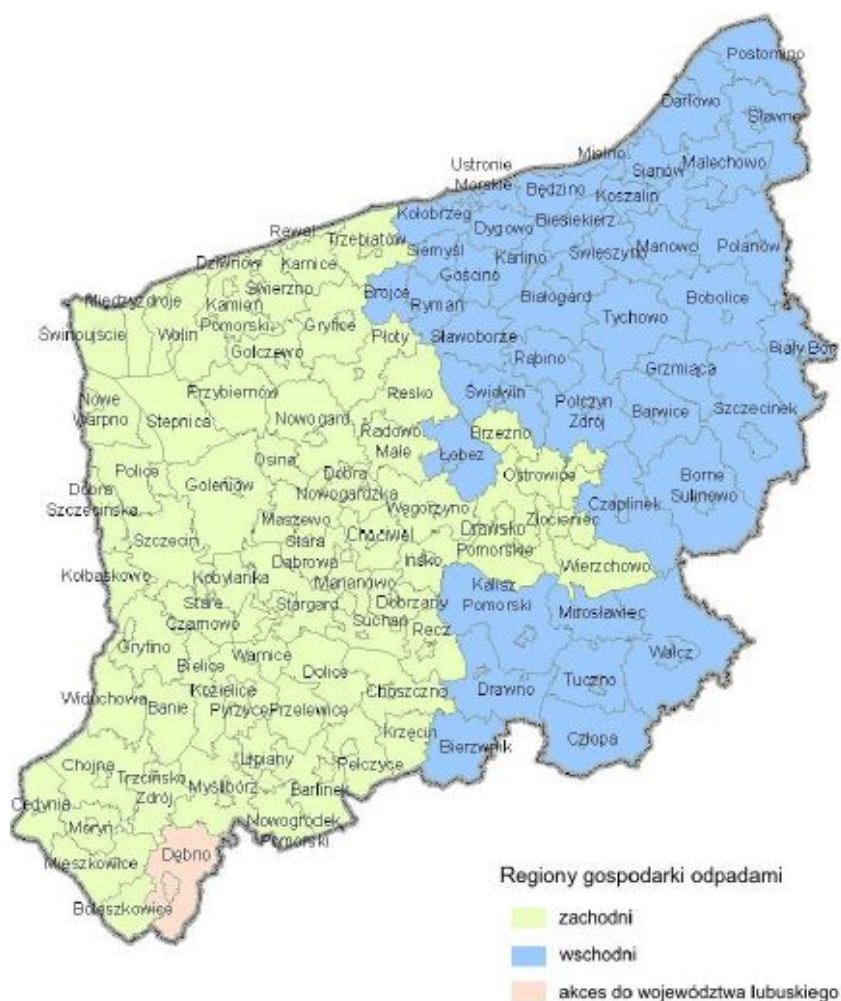 Postomino
Darłowo
Sławno
Mielno
Ustronie
Morskie
Sianów
Malechowo
Będzino
Koszalin
Kołobrzeg
Dygowo
Biesiekierz
Rewal
Trzebiatów
Siemyśl
Karlino
Świeszyno
Manowo
Polanów
Dziwnów
Karnice
Gościno
Świerzno
Brojce
Rymań
Białogard
Bobolice
Międzyzdroje
Kamień
Pomorski
Gryfice
Tychowo
Świnoujście
Wolin
Płoty
Sławoborze
Golczewo
Rąbino
Grzmiąca
Biały Bór
Przybiernów
Resko
Świdwin
Połczyn
Zdrój
Barwice
Szczecinek
Nowe
Warpno
Stepnica
Nowogard
Radowo
Małe
Brzeżno
Łobez
Osina
Ostrowice
Police
Goleniów
Dobra
Nowogardzka
Borne
Sulinowo
Dobra
Szczecińska
Węgorzyno
Czaplinek
Maszewo
Drawsko
Pomorskie
Złocieniec
Szczecin
Stara
Dąbrowa
Chociwel
Kołbaskowo
Kobylanka
Marianowo
Ińsko
Wierzchowo
Kalisz
Pomorski
Stare
Czarnowo
Stargard
Dobrzany
Suchań
Mirosławiec
Recz
Gryfino
Bielice
Warnice
Wałcz
Dolice
Widuchowa
Kozielice
Choszczno
Drawno
Tuczno
Banie
Pyrzyce
Przelewice
Krzęcin
Bierzwnik
Człopa
Chojna
Trzcińsko
Zdrój
Lipiany
Pełczyce
Myślibórz
Barlinek
Cedynia
Moryń
Nowogródek
Pomorski
Mieszkowice
Dębno
Boleszkowice
Regiony gospodarki odpadami
zachodni
wschodni
akces do województwa lubuskiego